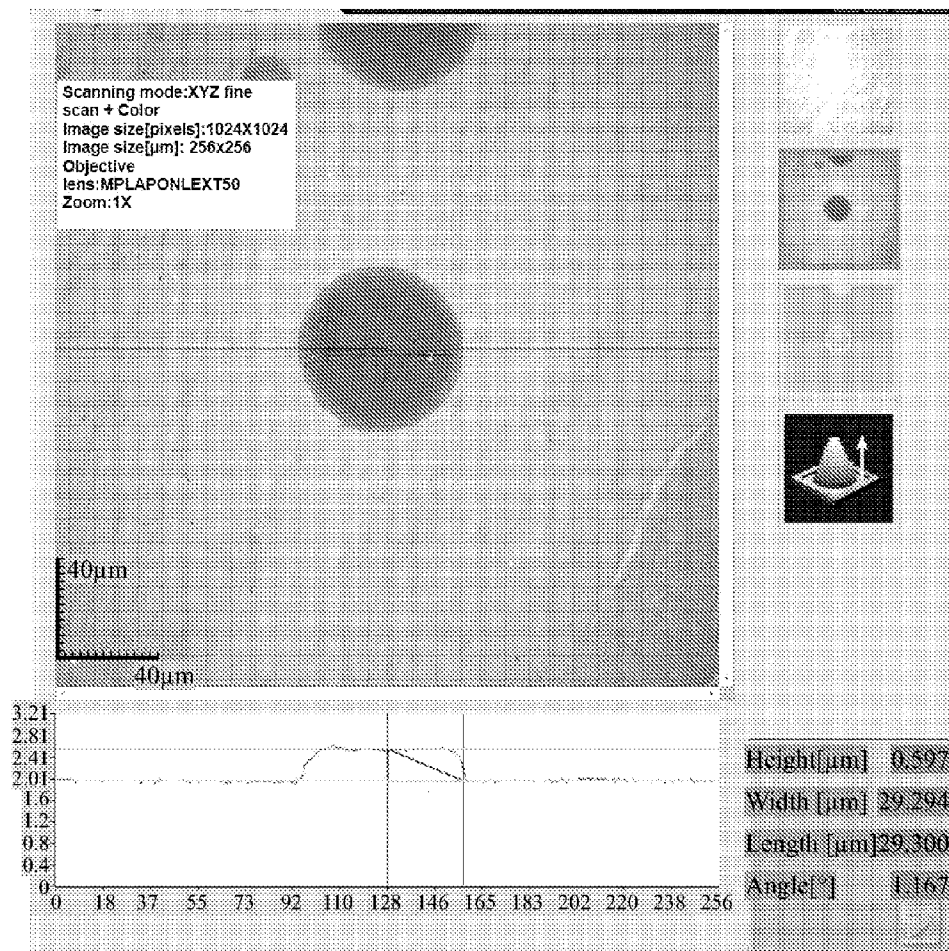 Scanning mode:XYZ fine
scan + Color
Image size[pixels]:1024X1024
Image size[µm]: 256x256
Objective
lens:MPLAPONLEXT50
Zoom:1X
40µm
40µm
3.21
2.81
2.41
2.01
1.6
1.2
0.8
0.4
0
0 18 37 55 73 92 110 128 146 165 183 202 220 238 256
Height[µm] 0.597
Width [µm] 29.294
Length [µm] 29.300
Angle[°] 1.167